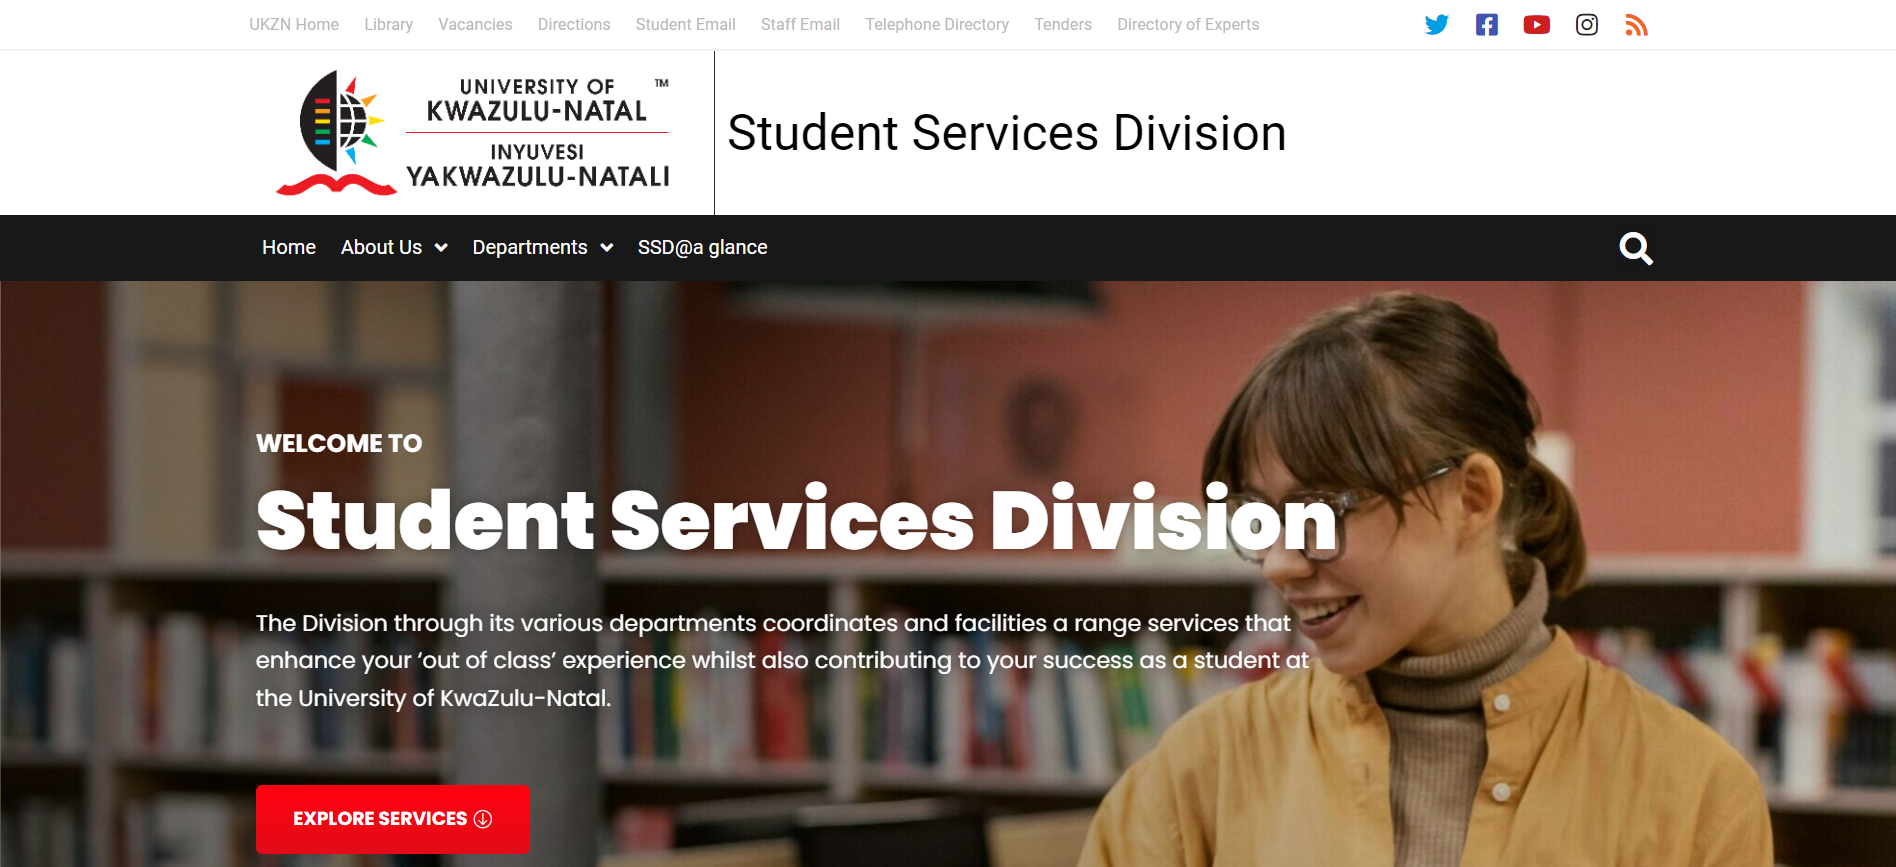 UKZN Home Library Vacancies Directions Student Email Staff Email Telephone Directory Tenders Directory of Experts
UNIVERSITY OF ™
KWAZULU-NATAL
INYUVESI
YAKWAZULU-NATALI
Student Services Division
Home About Us Departments SSD@a glance
WELCOME TO
Student Services Division
The Division through its various departments coordinates and facilities a range services that
enhance your ‘out of class’ experience whilst also contributing to your success as a student at
the University of KwaZulu-Natal.
EXPLORE SERVICES